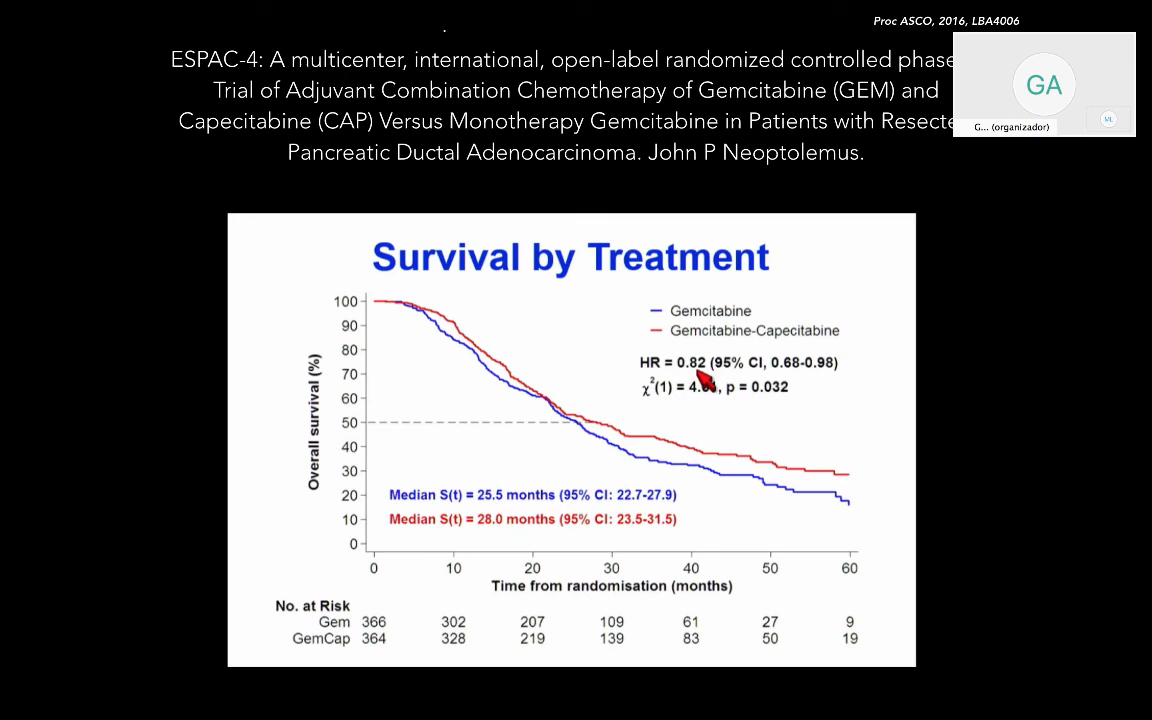 Proc ASCO, 2016, LBA4006
ESPAC-4: A multicenter, international, open-label randomized controlled phase
Trial of Adjuvant Combination Chemotherapy of Gemcitabine (GEM) and
Capecitabine (CAP) Versus Monotherapy Gemcitabine in Patients with Resecte
Pancreatic Ductal Adenocarcinoma. John P Neoptolemus.
GA
G... (organizador)
ML
Survival by Treatment
Gemcitabine
Gemcitabine-Capecitabine
HR = 0.82 (95% CI, 0.68-0.98)
χ²(1) = 4. , p = 0.032
Overall survival (%)
100
90
80
70
60
50
40
30
20
10
0
Median S(t) = 25.5 months (95% CI: 22.7-27.9)
Median S(t) = 28.0 months (95% CI: 23.5-31.5)
0 10 20 30 40 50 60
Time from randomisation (months)
No. at Risk
Gem 366 302 207 109 61 27 9
GemCap 364 328 219 139 83 50 19